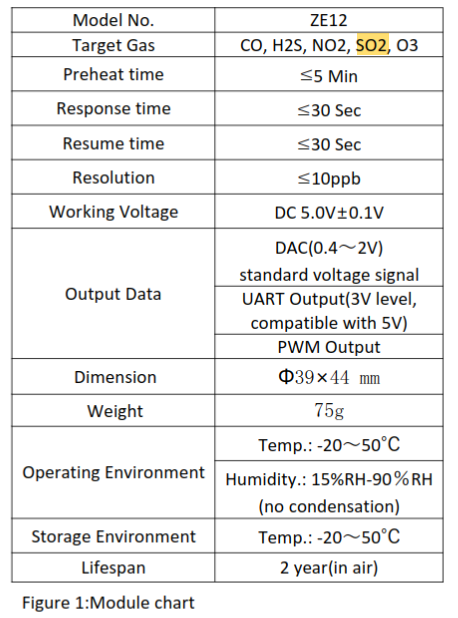 Model No. ZE12
Target Gas CO, H2S, NO2, SO2, O3
Preheat time ≤5 Min
Response time ≤30 Sec
Resume time ≤30 Sec
Resolution ≤10ppb
Working Voltage DC 5.0V±0.1V
Output Data
DAC(0.4～2V)
standard voltage signal
UART Output(3V level,
compatible with 5V)
PWM Output
Dimension Φ39×44 mm
Weight 75g
Operating Environment
Temp.: -20～50℃
Humidity.: 15%RH-90%RH
(no condensation)
Storage Environment Temp.: -20～50℃
Lifespan 2 year(in air)
Figure 1:Module chart